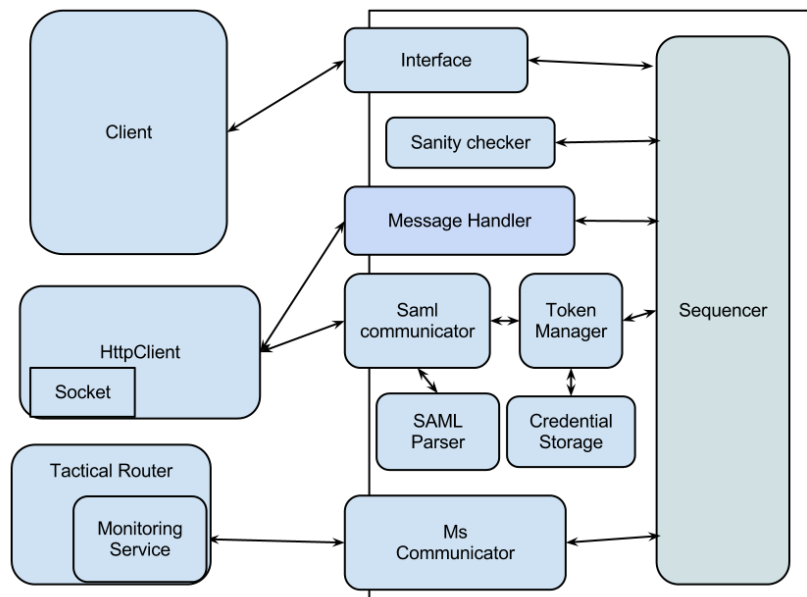 Client
Interface
Sanity checker
Message Handler
HttpClient
Socket
Saml
communicator
Token
Manager
Sequencer
SAML
Parser
Credential
Storage
Tactical Router
Monitoring
Service
Ms
Communicator